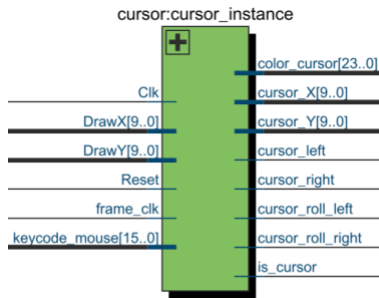 cursor:cursor_instance
Clk
DrawX[9..0]
DrawY[9..0]
Reset
frame_clk
keycode_mouse[15..0]
color_cursor[23..0]
cursor_X[9..0]
cursor_Y[9..0]
cursor_left
cursor_right
cursor_roll_left
cursor_roll_right
is_cursor